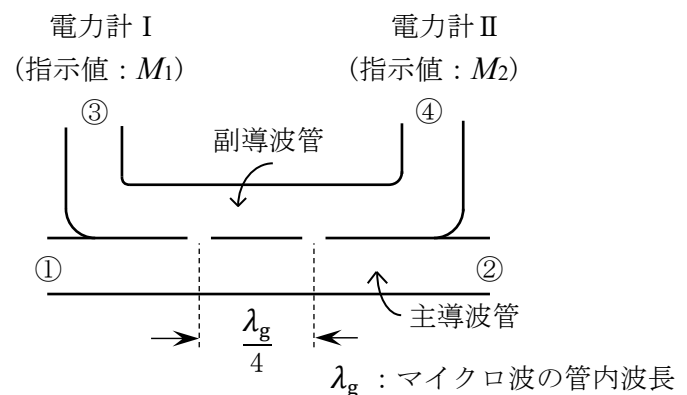 電力計Ⅰ
(指示値:M1)
電力計Ⅱ
(指示値:M2)
③
④
副導波管
①
②
主導波管
λg
4
λg :マイクロ波の管内波長